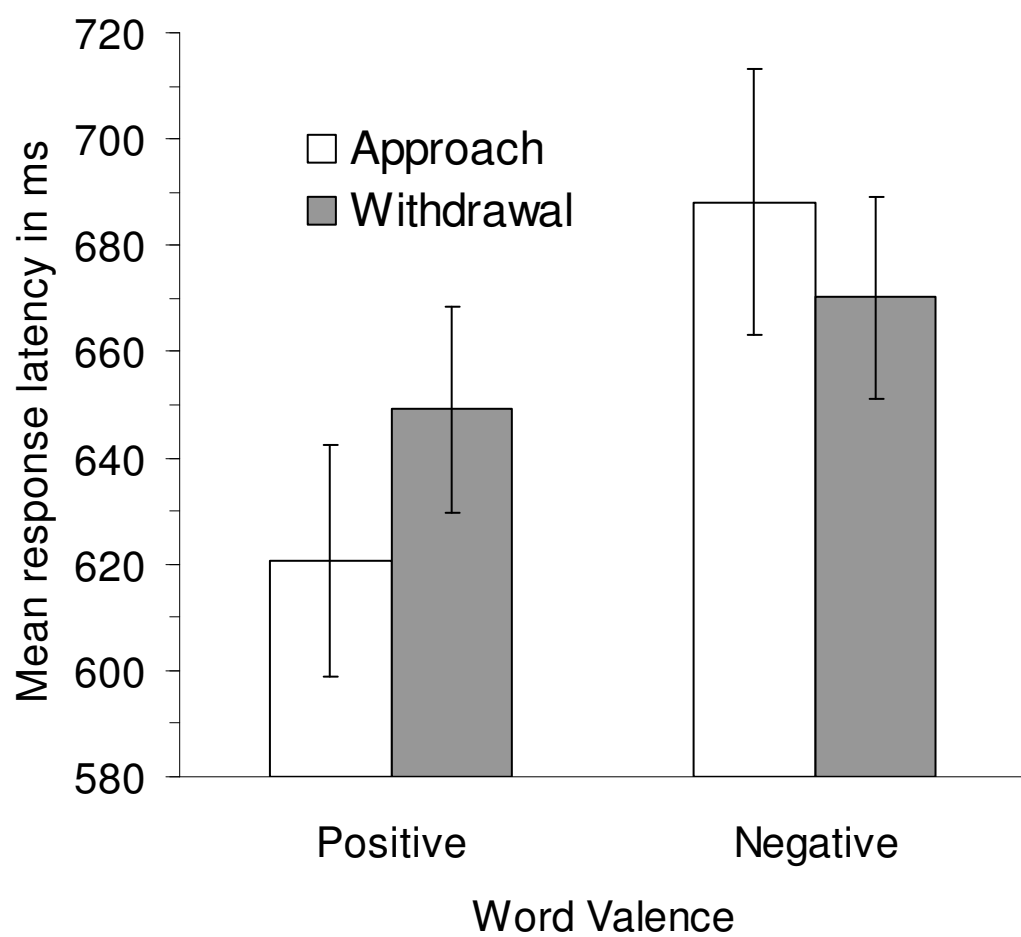 Mean response latency in ms
720
700
680
660
640
620
600
580
Approach
Withdrawal
Positive
Negative
Word Valence